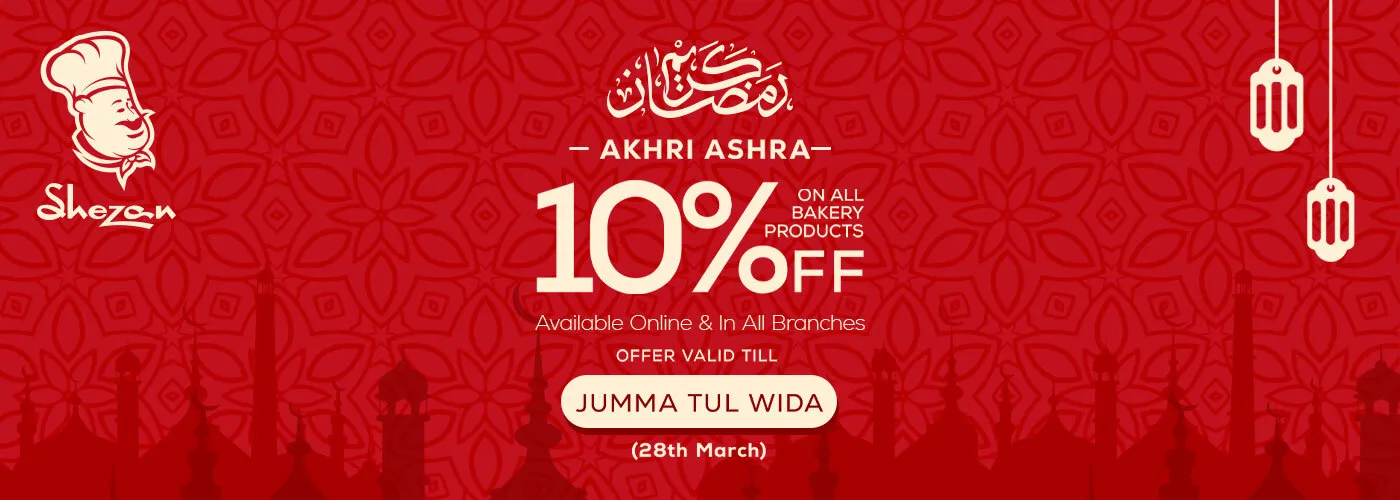 Shezan
رمضان كريم
— AKHRI ASHRA—
10% OFF
ON ALL
BAKERY
PRODUCTS
Available Online & In All Branches
OFFER VALID TILL
JUMMA TUL WIDA
(28th March)